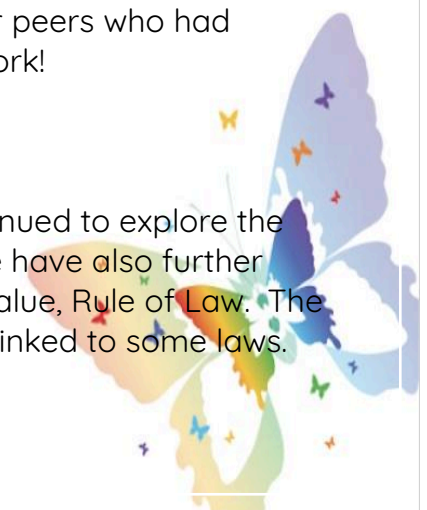 r peers who had
ork!
nued to explore the
e have also further
alue, Rule of Law. The
inked to some laws.